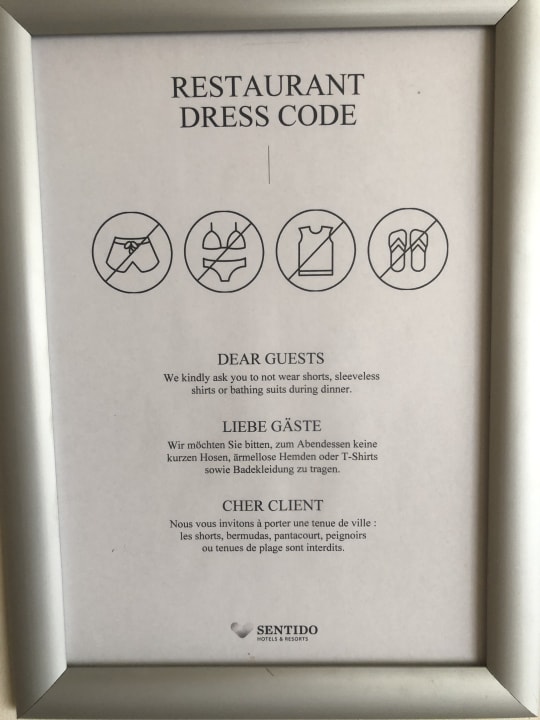 RESTAURANT
DRESS CODE
DEAR GUESTS
We kindly ask you to not wear shorts, sleeveless
shirts or bathing suits during dinner.
LIEBE GÄSTE
Wir möchten Sie bitten, zum Abendessen keine
kurzen Hosen, ärmellose Hemden oder T-Shirts
sowie Badekleidung zu tragen.
CHER CLIENT
Nous vous invitons à porter une tenue de ville :
les shorts, bermudas, pantacourt, peignoirs
ou tenues de plage sont interdits.
SENTIDO
HOTELS & RESORTS